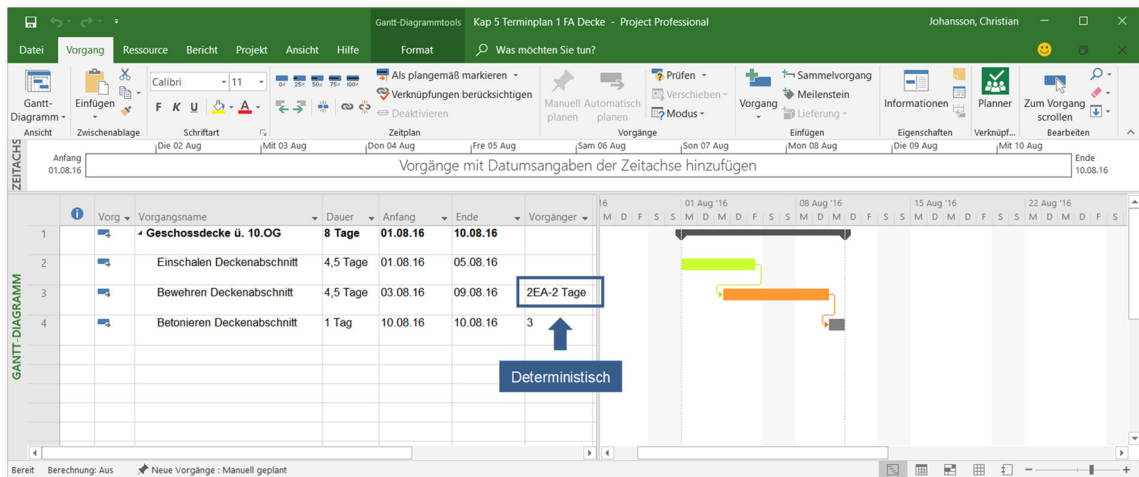 Gantt-Diagrammtools Kap 5 Terminplan 1 FA Decke - Project Professional Johansson, Christian
Datei Vorgang Ressource Bericht Projekt Ansicht Hilfe Format Was möchten Sie tun?
Gantt-Diagramm
Ansicht
Einfügen
Zwischenablage
Calibri 11
F K U A
Schriftart
0× 25× 50× 75× 100×
Als plangemäß markieren
Verknüpfungen berücksichtigen
Deaktivieren
Zeitplan
Manuell planen
Automatisch planen
Prüfen
Verschieben
Modus
Vorgänge
Vorgang
Sammelvorgang
Meilenstein
Lieferung
Einfügen
Informationen
Eigenschaften
Planner
Verknüpf...
Zum Vorgang scrollen
Bearbeiten
ZEITACHS
Die 02 Aug Mit 03 Aug Don 04 Aug Fre 05 Aug Sam 06 Aug Son 07 Aug Mon 08 Aug Die 09 Aug Mit 10 Aug
Anfang
01.08.16
Vorgänge mit Datumsangaben der Zeitachse hinzufügen
Ende
10.08.16
GANTT-DIAGRAMM
Vorg Vorgangsname Dauer Anfang Ende Vorgänger
16 01 Aug '16 08 Aug '16 15 Aug '16 22 Aug '16
M D F S S M D M D F S S M D M D F S S M D M D F S S M D M D F S
1 Geschossdecke ü. 10.OG 8 Tage 01.08.16 10.08.16
2 Einschalen Deckenabschnitt 4,5 Tage 01.08.16 05.08.16
3 Bewehren Deckenabschnitt 4,5 Tage 03.08.16 09.08.16 2EA-2 Tage
4 Betonieren Deckenabschnitt 1 Tag 10.08.16 10.08.16 3
Deterministisch
Bereit Berechnung: Aus Neue Vorgänge : Manuell geplant